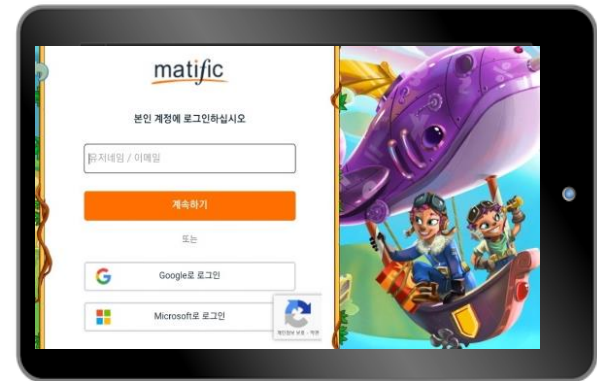 matific
본인 계정에 로그인하십시오
유저네임 / 이메일
계속하기
또는
Google로 로그인
Microsoft로 로그인